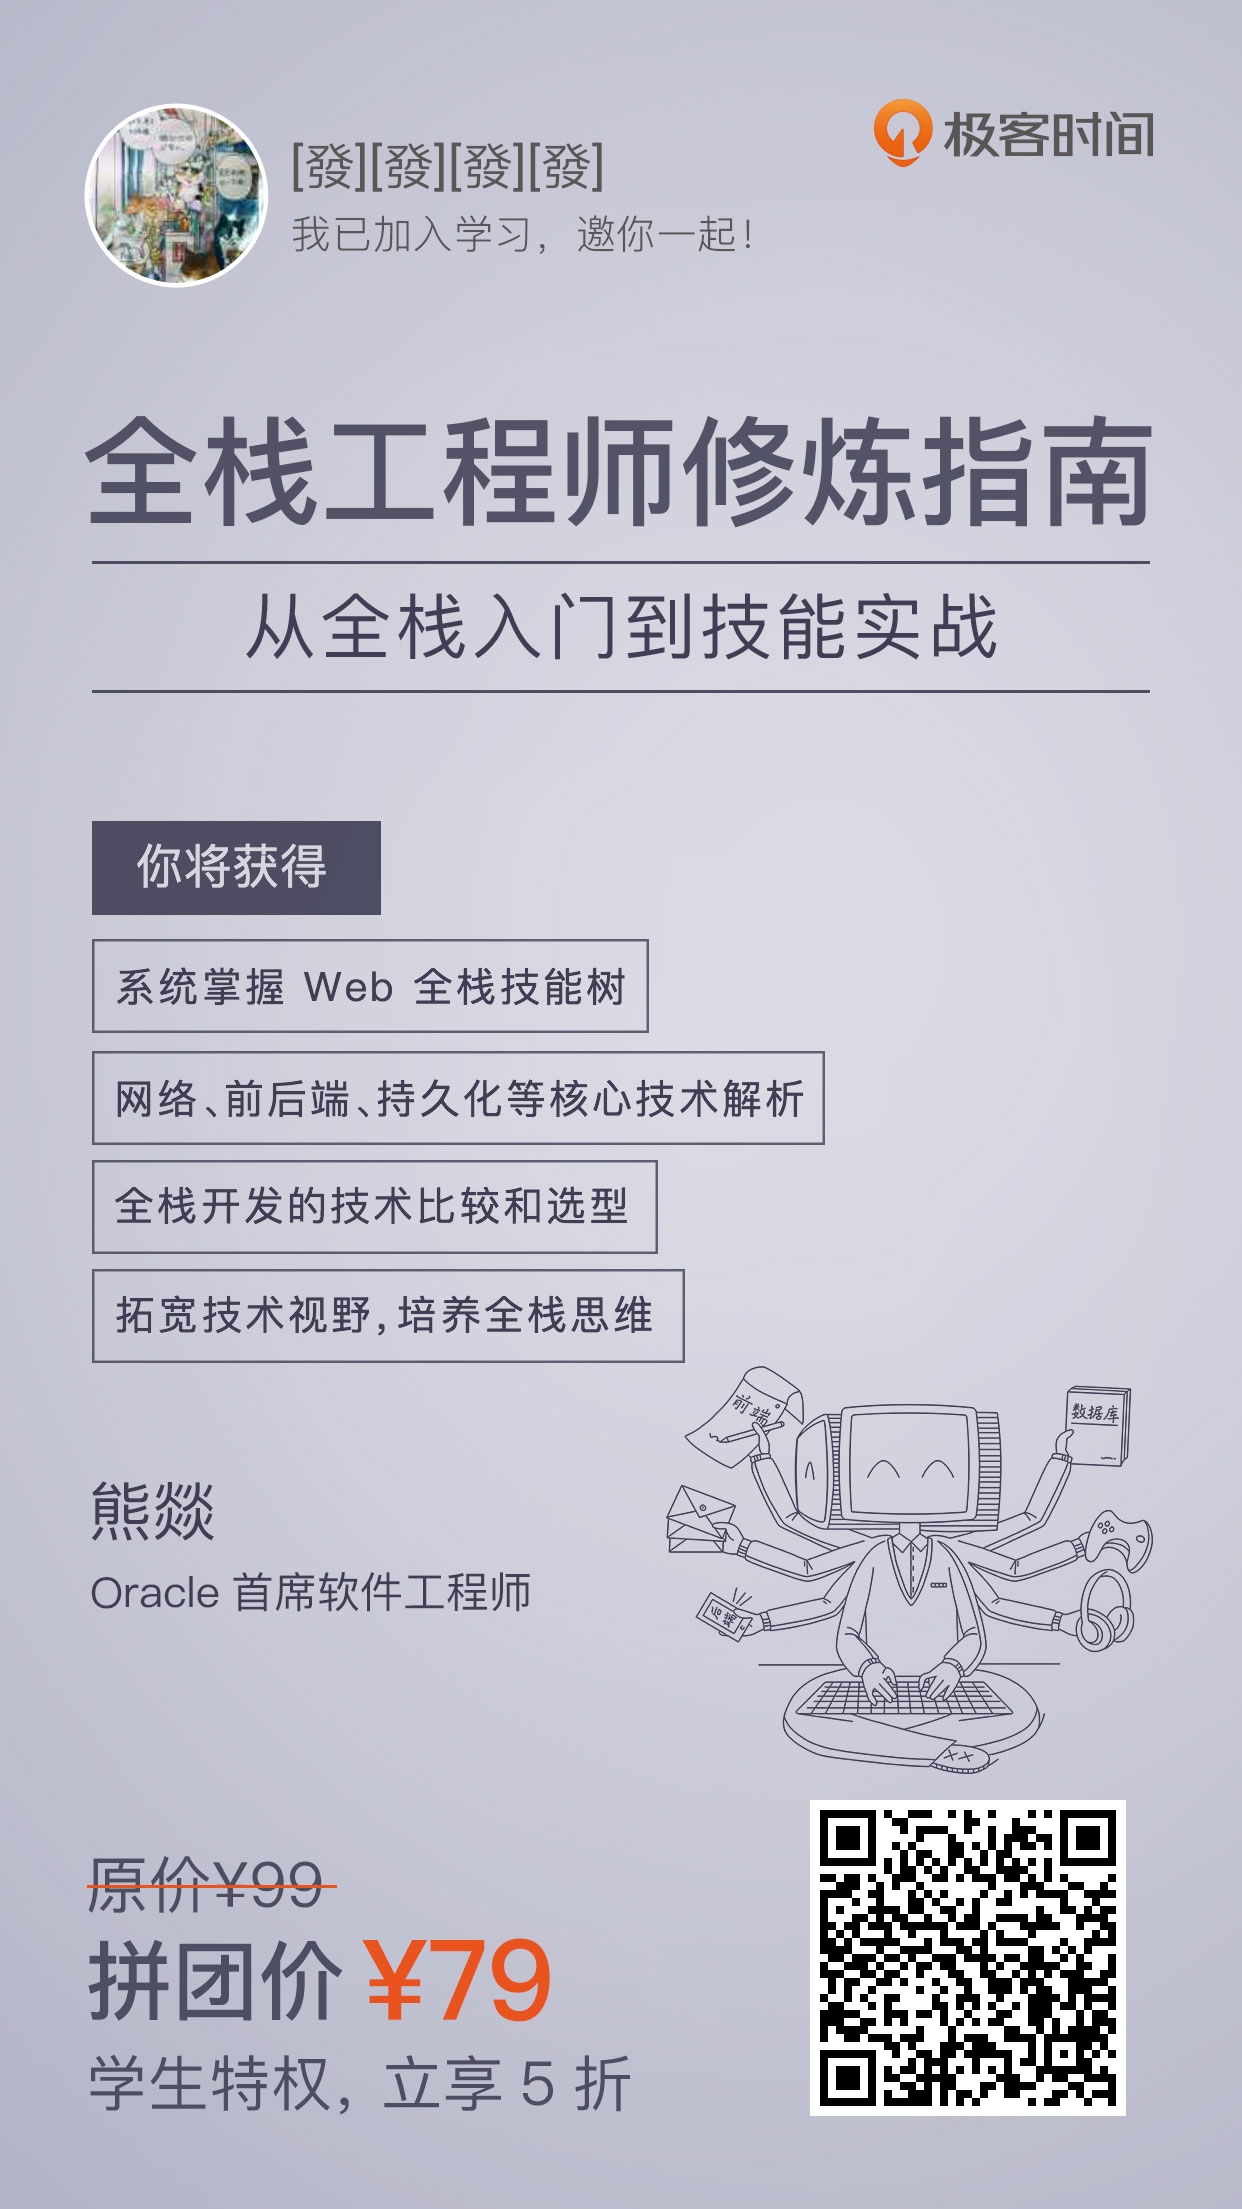 [發][發][發][發]
极客时间
我已加入学习，邀你一起！
全栈工程师修炼指南
从全栈入门到技能实战
你将获得
系统掌握 Web 全栈技能树
网络、前后端、持久化等核心技术解析
全栈开发的技术比较和选型
拓宽技术视野，培养全栈思维
前端
数据库
后端
熊燚
Oracle 首席软件工程师
原价¥99
拼团价 ¥79
学生特权，立享 5 折